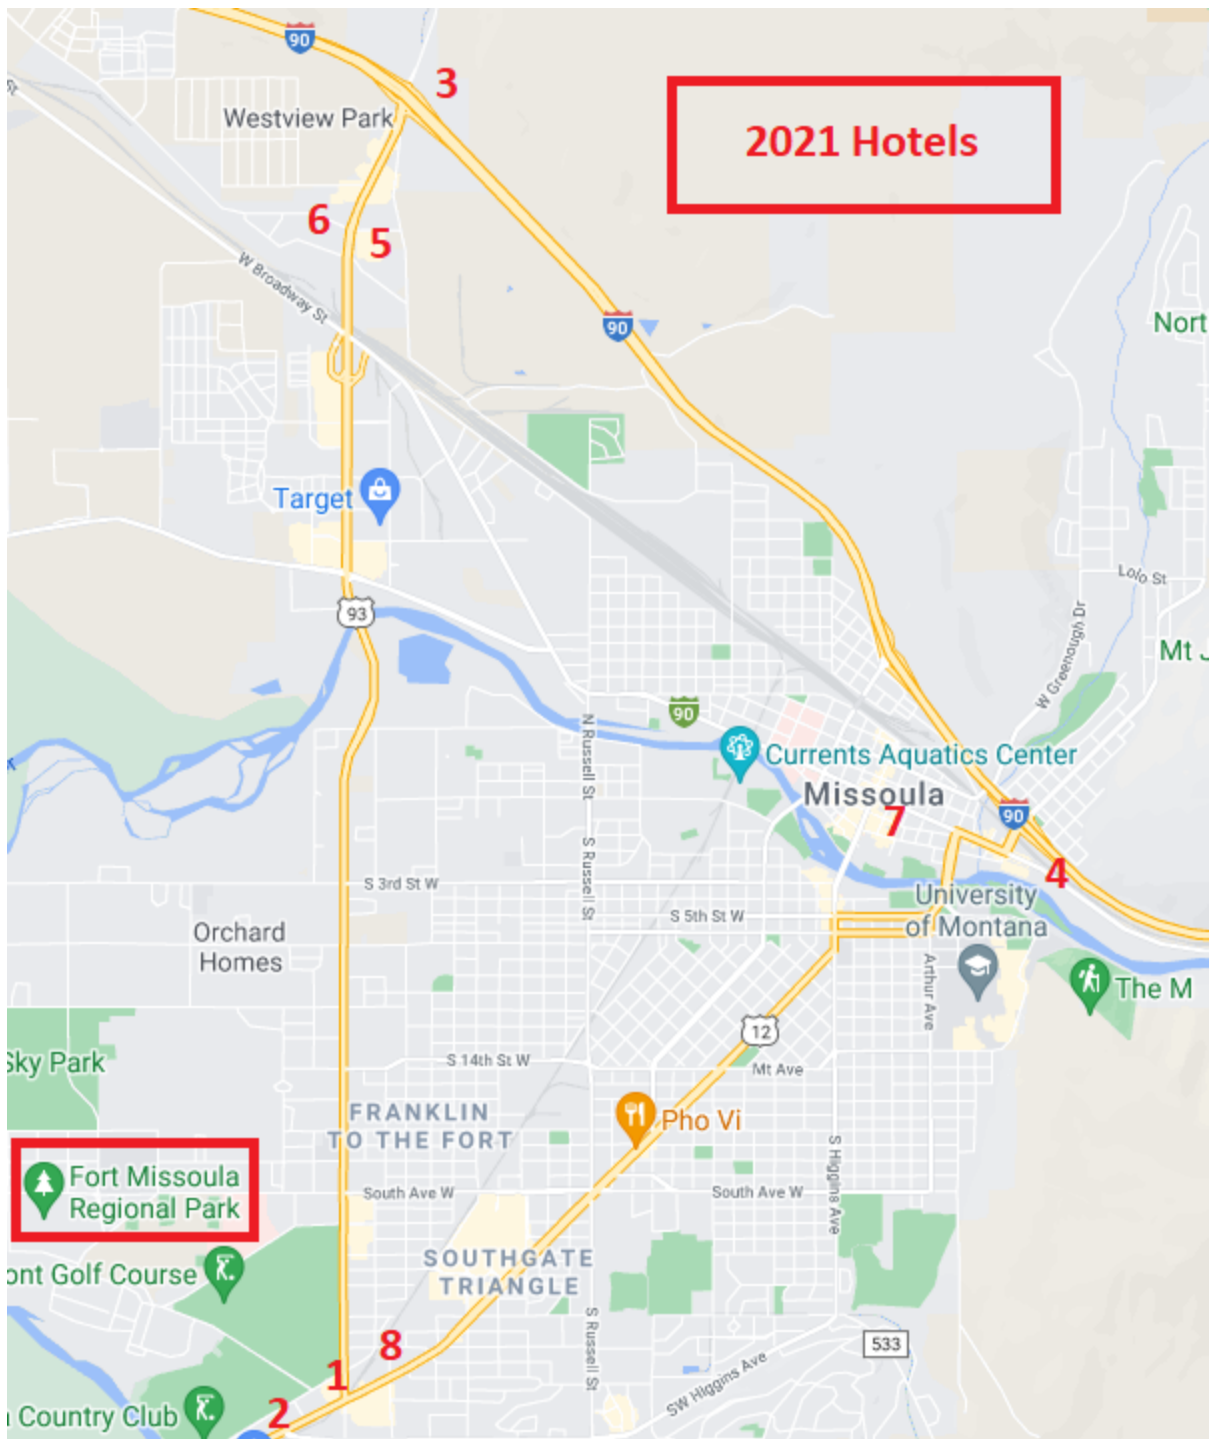 90
3
Westview Park
2021 Hotels
6
5
W Broadway St
90
Nort
Target
Lolo St
93
W Greenough Dr
Mt J
90
N Russell St
Currents Aquatics Center
Missoula
7
90
S Russell St
4
S 3rd St W
University
of Montana
S 5th St W
Orchard
Homes
Arthur Ave
The M
12
Sky Park
S 14th St W
Mt Ave
FRANKLIN
TO THE FORT
Pho Vi
S Higgins Ave
Fort Missoula
Regional Park
South Ave W
South Ave W
SOUTHGATE
TRIANGLE
ont Golf Course
S Russell St
8
533
1
SW Higgins Ave
2
Country Club